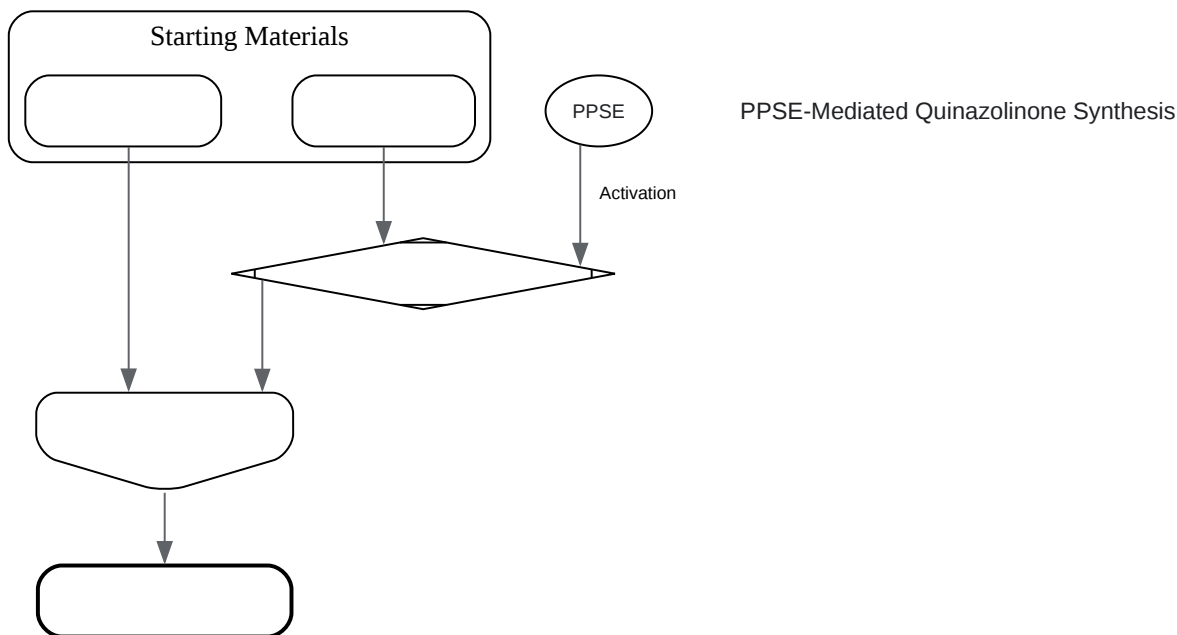 Starting Materials
PPSE
PPSE-Mediated Quinazolinone Synthesis
Activation